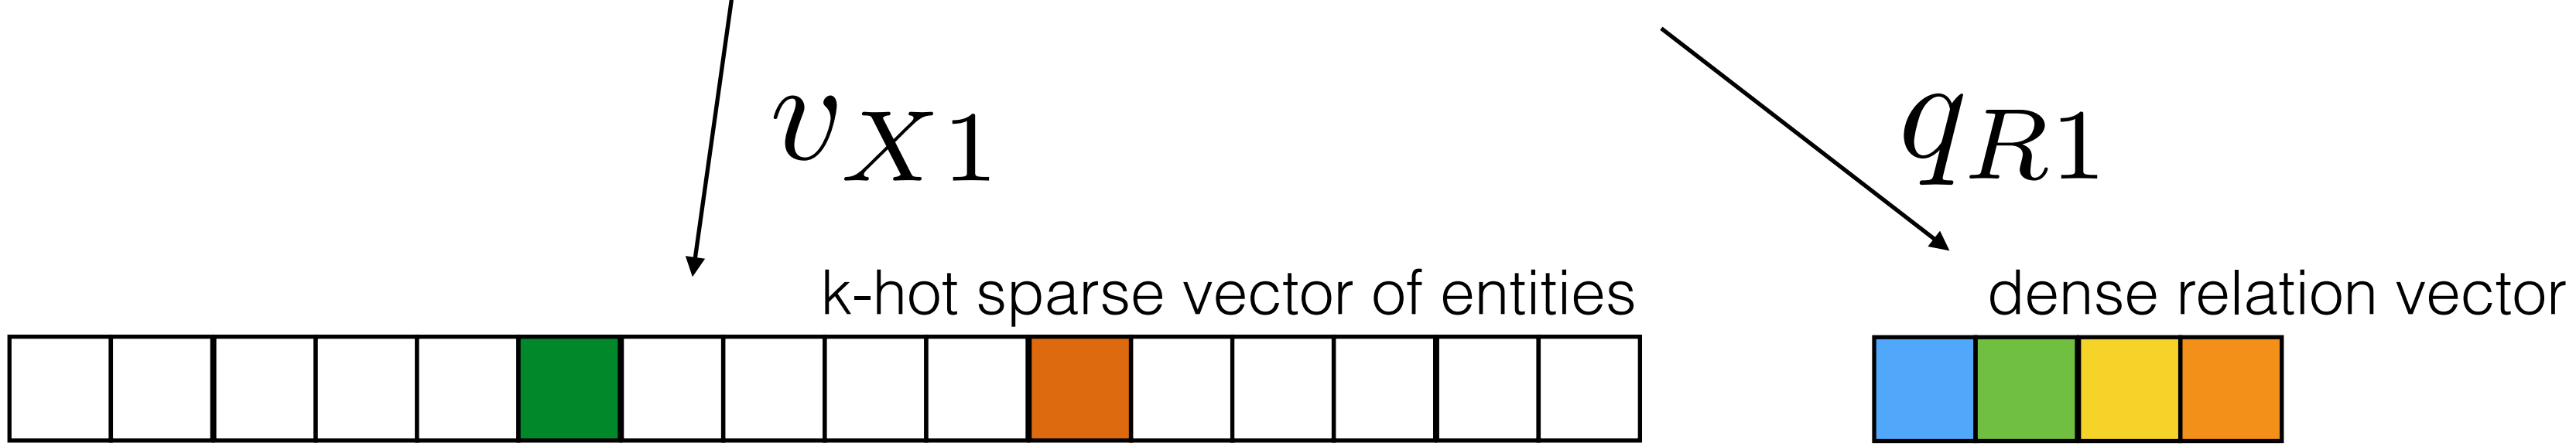 v_{X1}
q_{R1}
k-hot sparse vector of entities
dense relation vector